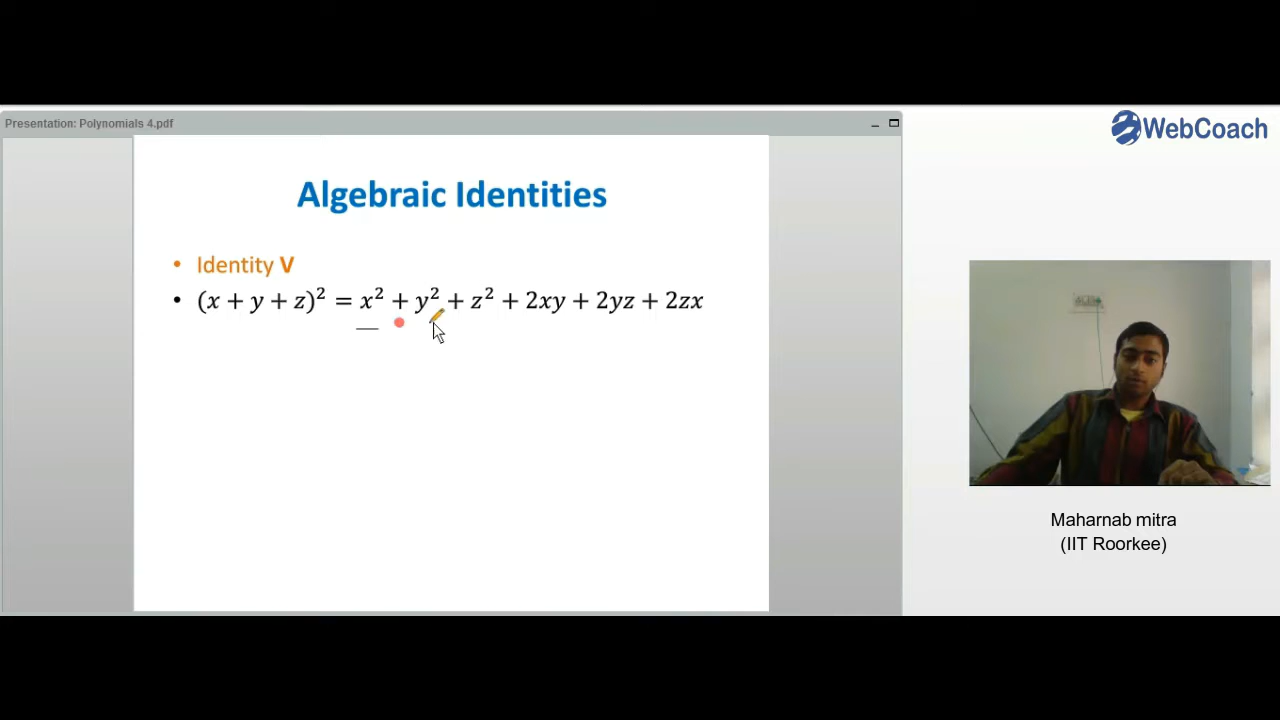 Presentation: Polynomials 4.pdf
WebCoach
Algebraic Identities
• Identity V
• (x + y + z)² = x² + y² + z² + 2xy + 2yz + 2zx
Maharnab mitra
(IIT Roorkee)